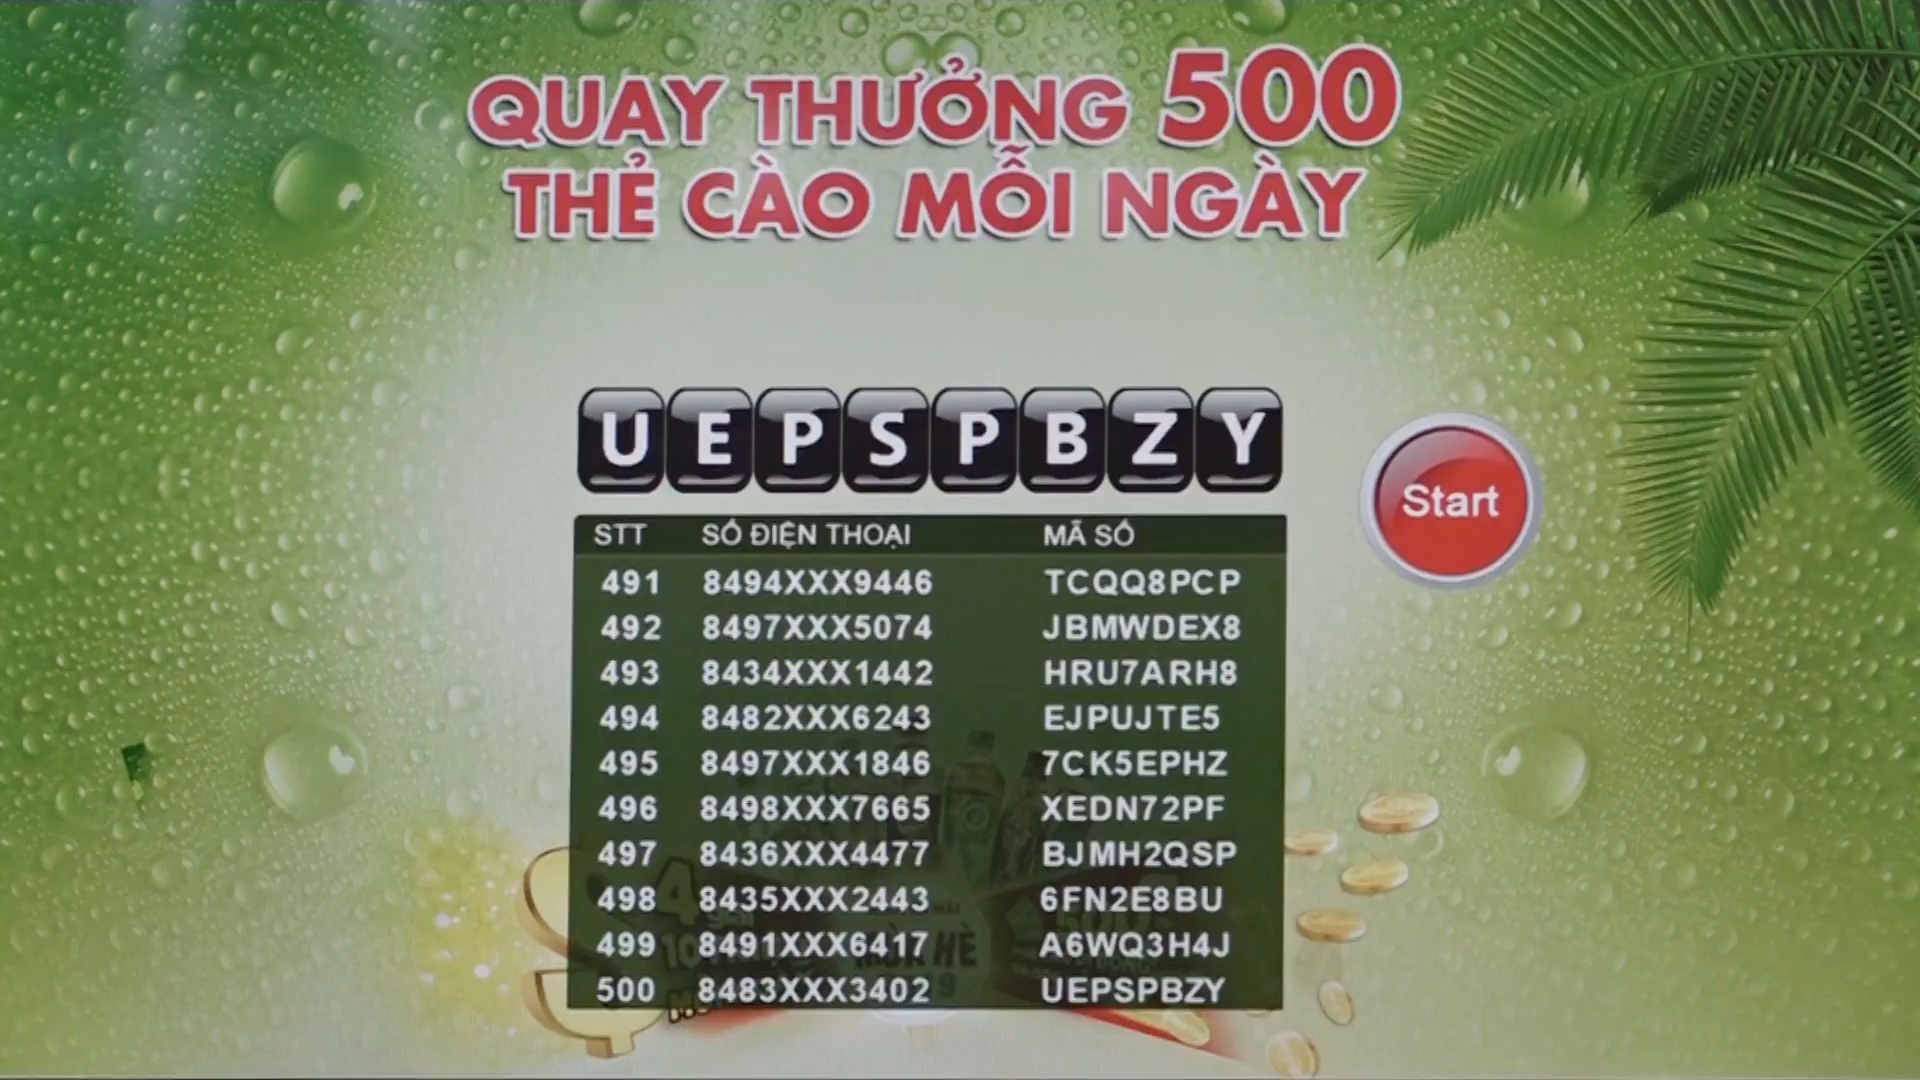 QUAY THƯỞNG 500
THẺ CÀO MỖI NGÀY
UEPSPBZY
Start
STT SỐ ĐIỆN THOẠI MÃ SỐ
491 8494XXX9446 TCQQ8PCP
492 8497XXX5074 JBMWDEX8
493 8434XXX1442 HRU7ARH8
494 8482XXX6243 EJPUJTE5
495 8497XXX1846 7CK5EPHZ
496 8498XXX7665 XEDN72PF
497 8436XXX4477 BJMH2QSP
498 8435XXX2443 6FN2E8BU
499 8491XXX6417 A6WQ3H4J
500 8483XXX3402 UEPSPBZY